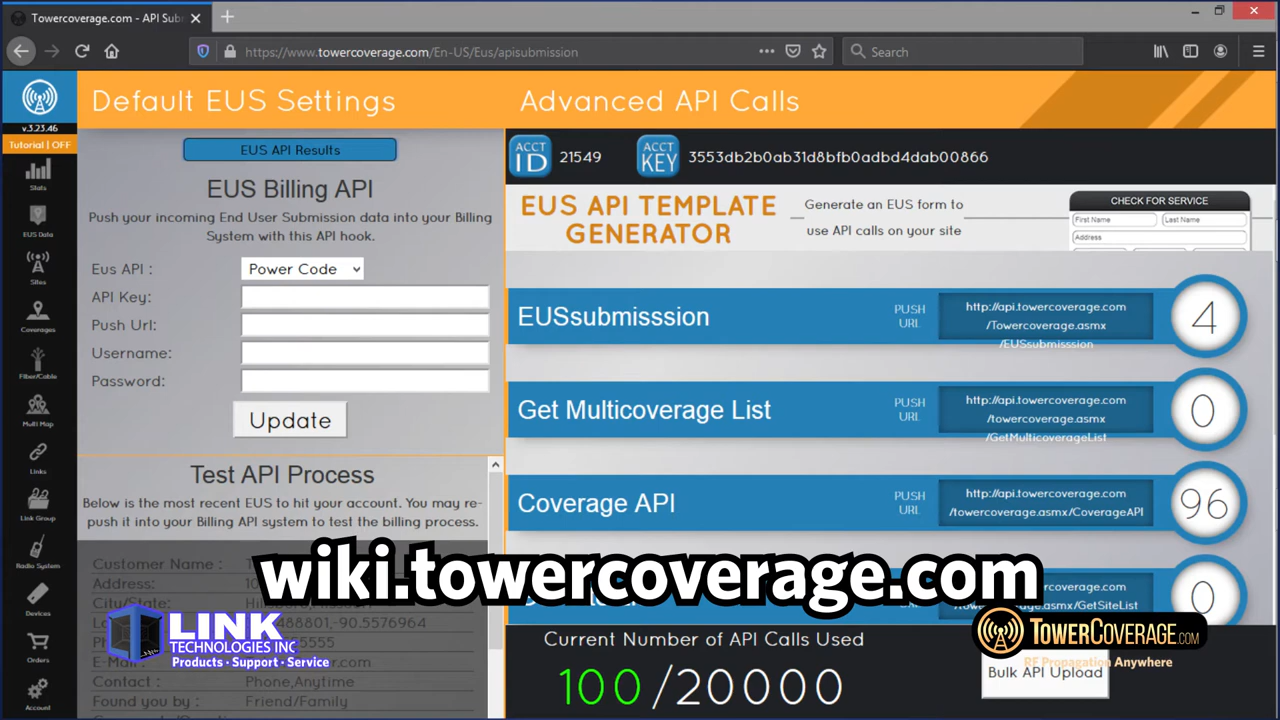 Towercoverage.com - API Sub
https://www.towercoverage.com/En-US/Eus/apisubmission
Search
v.3.23.46
Tutorial | OFF
Stats
EUS Data
Sites
Coverages
Fiber/Cable
Multi Map
Links
Link Group
Radio System
Devices
Orders
Account
Default EUS Settings
EUS API Results
EUS Billing API
Push your incoming End User Submission data into your Billing
System with this API hook.
Eus API :
Power Code
API Key:
Push Url:
Username:
Password:
Update
Test API Process
Below is the most recent EUS to hit your account. You may re-
push it into your Billing API system to test the billing process.
Customer Name :
Address:
City/State:
488801,-90.5576964
E-Mail
Contact :
Phone,Anytime
Found you by :
Friend/Family
Advanced API Calls
ACCT
ID
21549
ACCT
KEY
3553db2b0ab31d8bfb0adbd4dab00866
EUS API TEMPLATE
GENERATOR
Generate an EUS form to
use API calls on your site
CHECK FOR SERVICE
First Name
Last Name
Address
EUSsubmisssion
PUSH
URL
http://api.towercoverage.com
/Towercoverage.asmx
/EUSsubmisssion
4
Get Multicoverage List
PUSH
URL
http://api.towercoverage.com
/towercoverage.asmx
/GetMulticoverageList
0
Coverage API
PUSH
URL
http://api.towercoverage.com
/towercoverage.asmx/CoverageAPI
96
/towercoverage.asmx/GetSiteList
0
Current Number of API Calls Used
100/20000
Bulk API Upload
wiki.towercoverage.com
LINK
TECHNOLOGIES INC
Products · Support · Service
TOWERCOVERAGE.COM
RF Propagation Anywhere